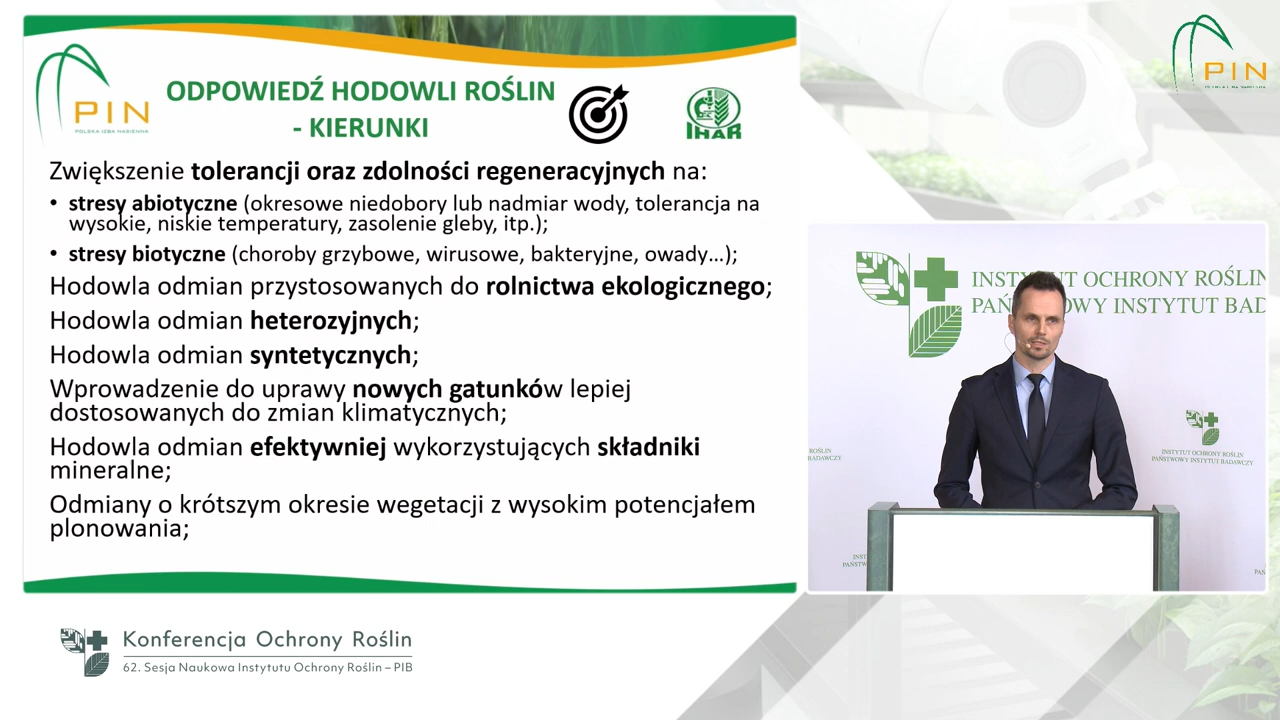 PIN
POLSKA IZBA NASIENNA
ODPOWIEDŹ HODOWLI ROŚLIN
- KIERUNKI
IHAR
Zwiększenie tolerancji oraz zdolności regeneracyjnych na:
• stresy abiotyczne (okresowe niedobory lub nadmiar wody, tolerancja na
wysokie, niskie temperatury, zasolenie gleby, itp.);
• stresy biotyczne (choroby grzybowe, wirusowe, bakteryjne, owady...);
Hodowla odmian przystosowanych do rolnictwa ekologicznego;
Hodowla odmian heterozyjnych;
Hodowla odmian syntetycznych;
Wprowadzenie do uprawy nowych gatunków lepiej
dostosowanych do zmian klimatycznych;
Hodowla odmian efektywniej wykorzystujących składniki
mineralne;
Odmiany o krótszym okresie wegetacji z wysokim potencjałem
plonowania;
Konferencja Ochrony Roślin
62. Sesja Naukowa Instytutu Ochrony Roślin – PIB
PIN
INSTYTUT OCHRONY ROŚLIN
PAŃSTWOWY INSTYTUT BAD
INSTYTUT OCHRONY ROŚLIN
PAŃSTWOWY INSTYTUT BADAWCZY
ROŚLIN
BADAWCZY
INST
PAŃSTWO